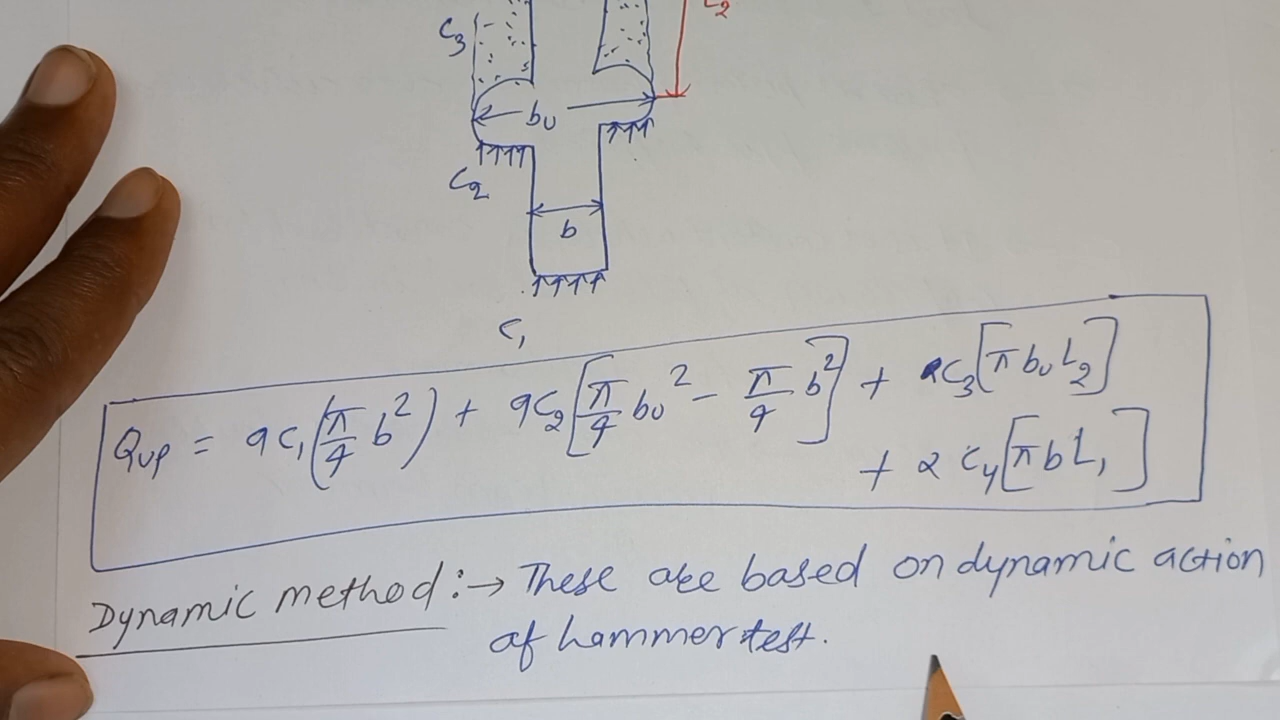 L₂
C₃
bᵤ
C₂
b
C₁
Qᵤₚ = 9C₁(π/4 b²) + 9C₂[π/4 bᵤ² - π/4 b²] + αC₃[π bᵤ L₂]
+ α C₄[π b L₁]
Dynamic method :→ These are based on dynamic action
of hammer test.